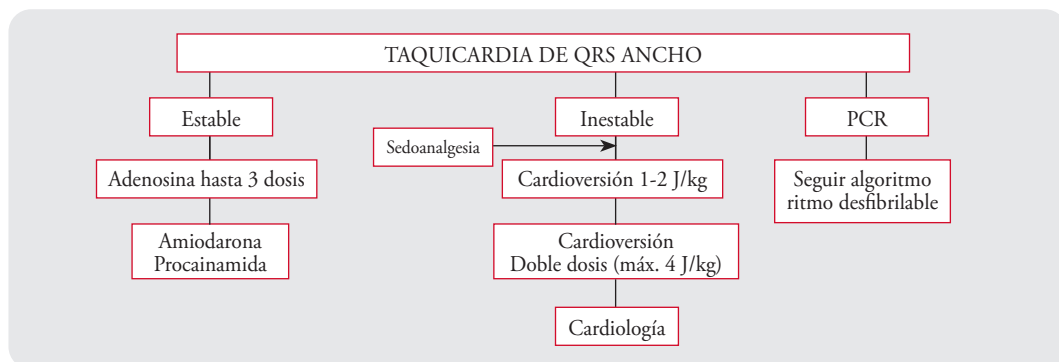 TAQUICARDIA DE QRS ANCHO
Estable
Inestable
PCR
Sedoanalgesia
Adenosina hasta 3 dosis
Cardioversión 1-2 J/kg
Seguir algoritmo
ritmo desfibrilable
Amiodarona
Procainamida
Cardioversión
Doble dosis (máx. 4 J/kg)
Cardiología